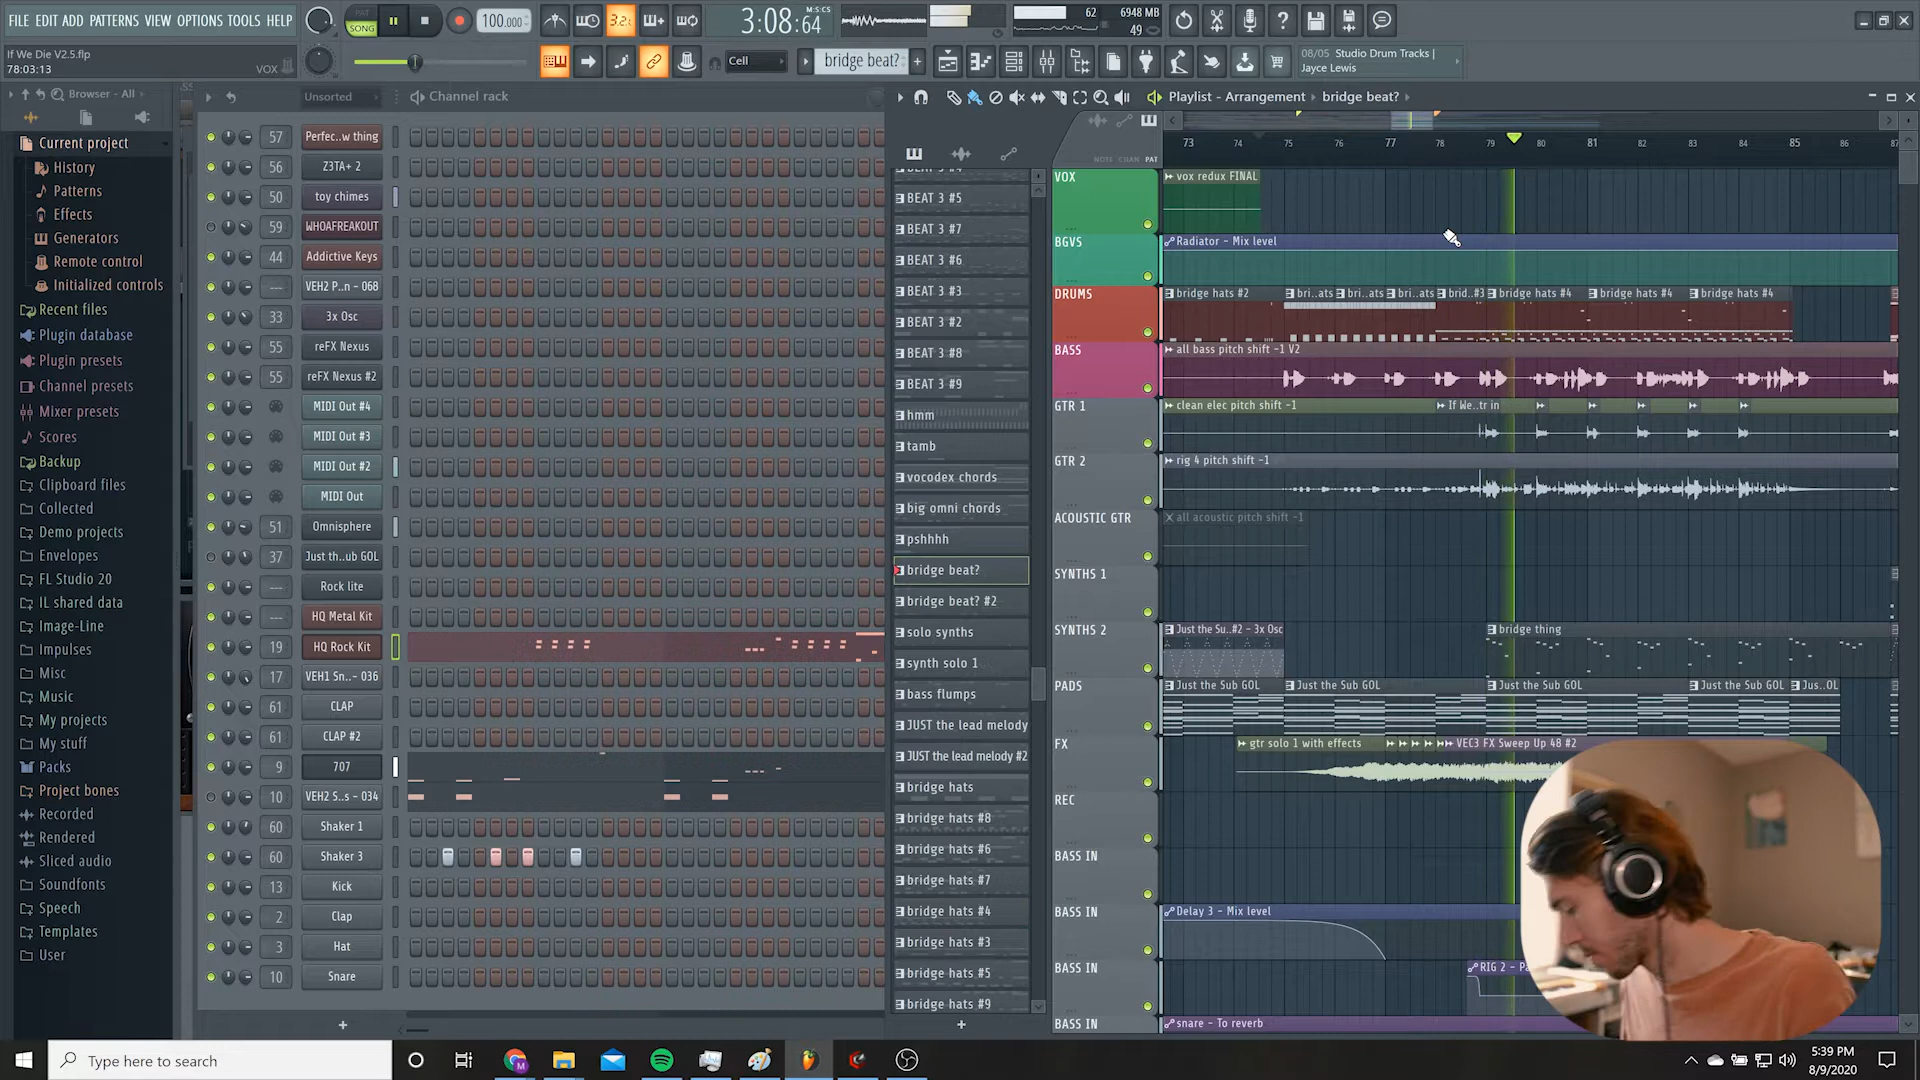 FILE EDIT PATTERNS VIEW OPTIONS TOOLS HELP
PAT
SONG
100.000
3.2.
3:08:64
M:S:CS
62
6948 MB
49
If We Die V2.5.flp
78:03:13
VOX
Cell
bridge beat?
08/05 Studio Drum Tracks |
Jayce Lewis
Browser - All
Unsorted
Channel rack
Playlist - Arrangement
bridge beat?
Current project
History
Patterns
Effects
Generators
Remote control
Initialized controls
Recent files
Plugin database
Plugin presets
Channel presets
Mixer presets
Scores
Backup
Clipboard files
Collected
Demo projects
Envelopes
FL Studio 20
IL shared data
Image-Line
Impulses
Misc
Music
My projects
My stuff
Packs
Project bones
Recorded
Rendered
Sliced audio
Soundfonts
Speech
Templates
User
57 Perfec..w thing
56 Z3TA+ 2
50 toy chimes
59 WHOAFREAKOUT
44 Addictive Keys
--- VEH2 P..n - 068
33 3x Osc
55 reFX Nexus
55 reFX Nexus #2
MIDI Out #4
MIDI Out #3
MIDI Out #2
MIDI Out
51 Omnisphere
37 Just th..ub GOL
--- Rock lite
--- HQ Metal Kit
19 HQ Rock Kit
17 VEH1 Sn..- 036
61 CLAP
61 CLAP #2
9 707
10 VEH2 S..s - 034
60 Shaker 1
60 Shaker 3
13 Kick
2 Clap
3 Hat
10 Snare
BEAT 3 #4
BEAT 3 #5
BEAT 3 #7
BEAT 3 #6
BEAT 3 #3
BEAT 3 #2
BEAT 3 #8
BEAT 3 #9
hmm
tamb
vocodex chords
big omni chords
pshhhh
bridge beat?
bridge beat? #2
solo synths
synth solo 1
bass flumps
JUST the lead melody
JUST the lead melody #2
bridge hats
bridge hats #8
bridge hats #6
bridge hats #7
bridge hats #4
bridge hats #3
bridge hats #5
bridge hats #9
NOTE CHAN PAT
73 74 75 76 77 78 79 80 81 82 83 84 85 86 87
VOX
vox redux FINAL
BGVS
Radiator - Mix level
DRUMS
bridge hats #2 bri..ats bri..ats bri..ats brid..#3 bridge hats #4 bridge hats #4 bridge hats #4
BASS
all bass pitch shift -1 V2
GTR 1
clean elec pitch shift -1 If We..tr in
GTR 2
rig 4 pitch shift -1
ACOUSTIC GTR
all acoustic pitch shift -1
SYNTHS 1
SYNTHS 2
Just the Su..#2 - 3x Osc bridge thing
PADS
Just the Sub GOL Just the Sub GOL Just the Sub GOL Just the Sub GOL Jus..OL
FX
gtr solo 1 with effects VEC3 FX Sweep Up 48 #2
REC
BASS IN
BASS IN
Delay 3 - Mix level
BASS IN
RIG 2 - Pa
BASS IN
snare - To reverb
Type here to search
5:39 PM
8/9/2020